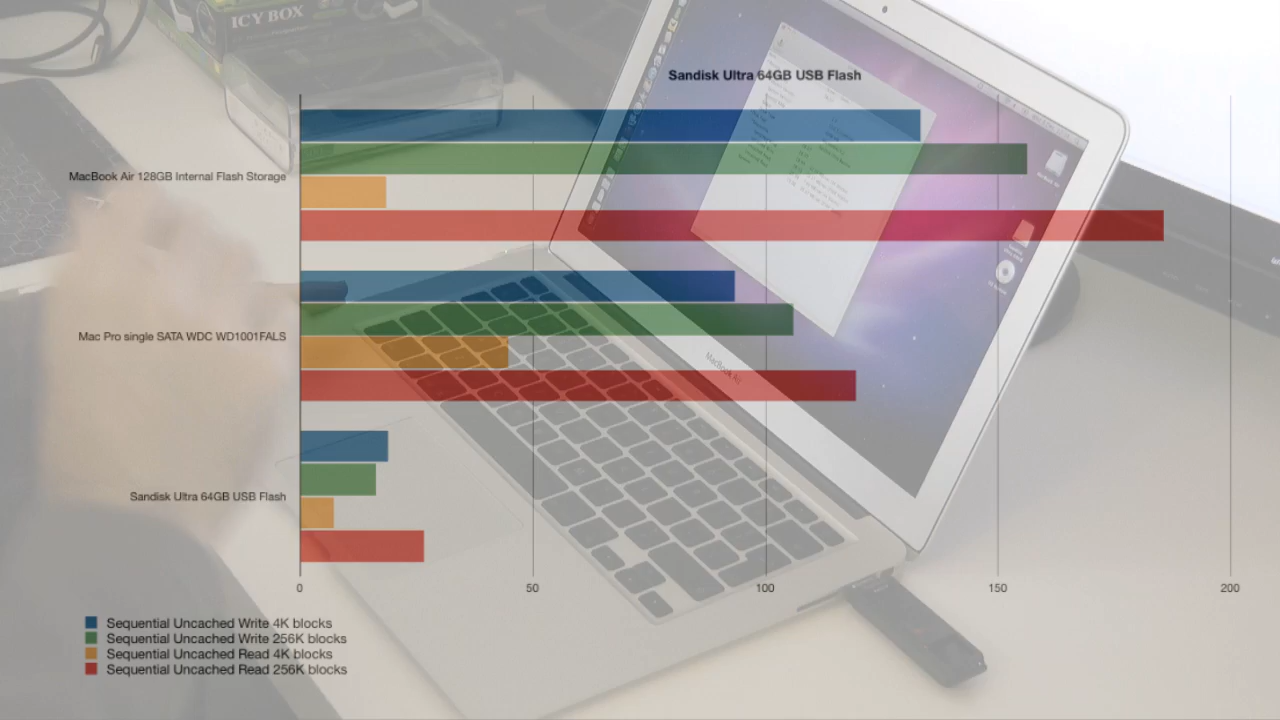 ICY BOX
Sandisk Ultra 64GB USB Flash
MacBook Air 128GB Internal Flash Storage
Mac Pro single SATA WDC WD1001FALS
MacBook Air
Sandisk Ultra 64GB USB Flash
0 50 100 150 200
Sequential Uncached Write 4K blocks
Sequential Uncached Write 256K blocks
Sequential Uncached Read 4K blocks
Sequential Uncached Read 256K blocks